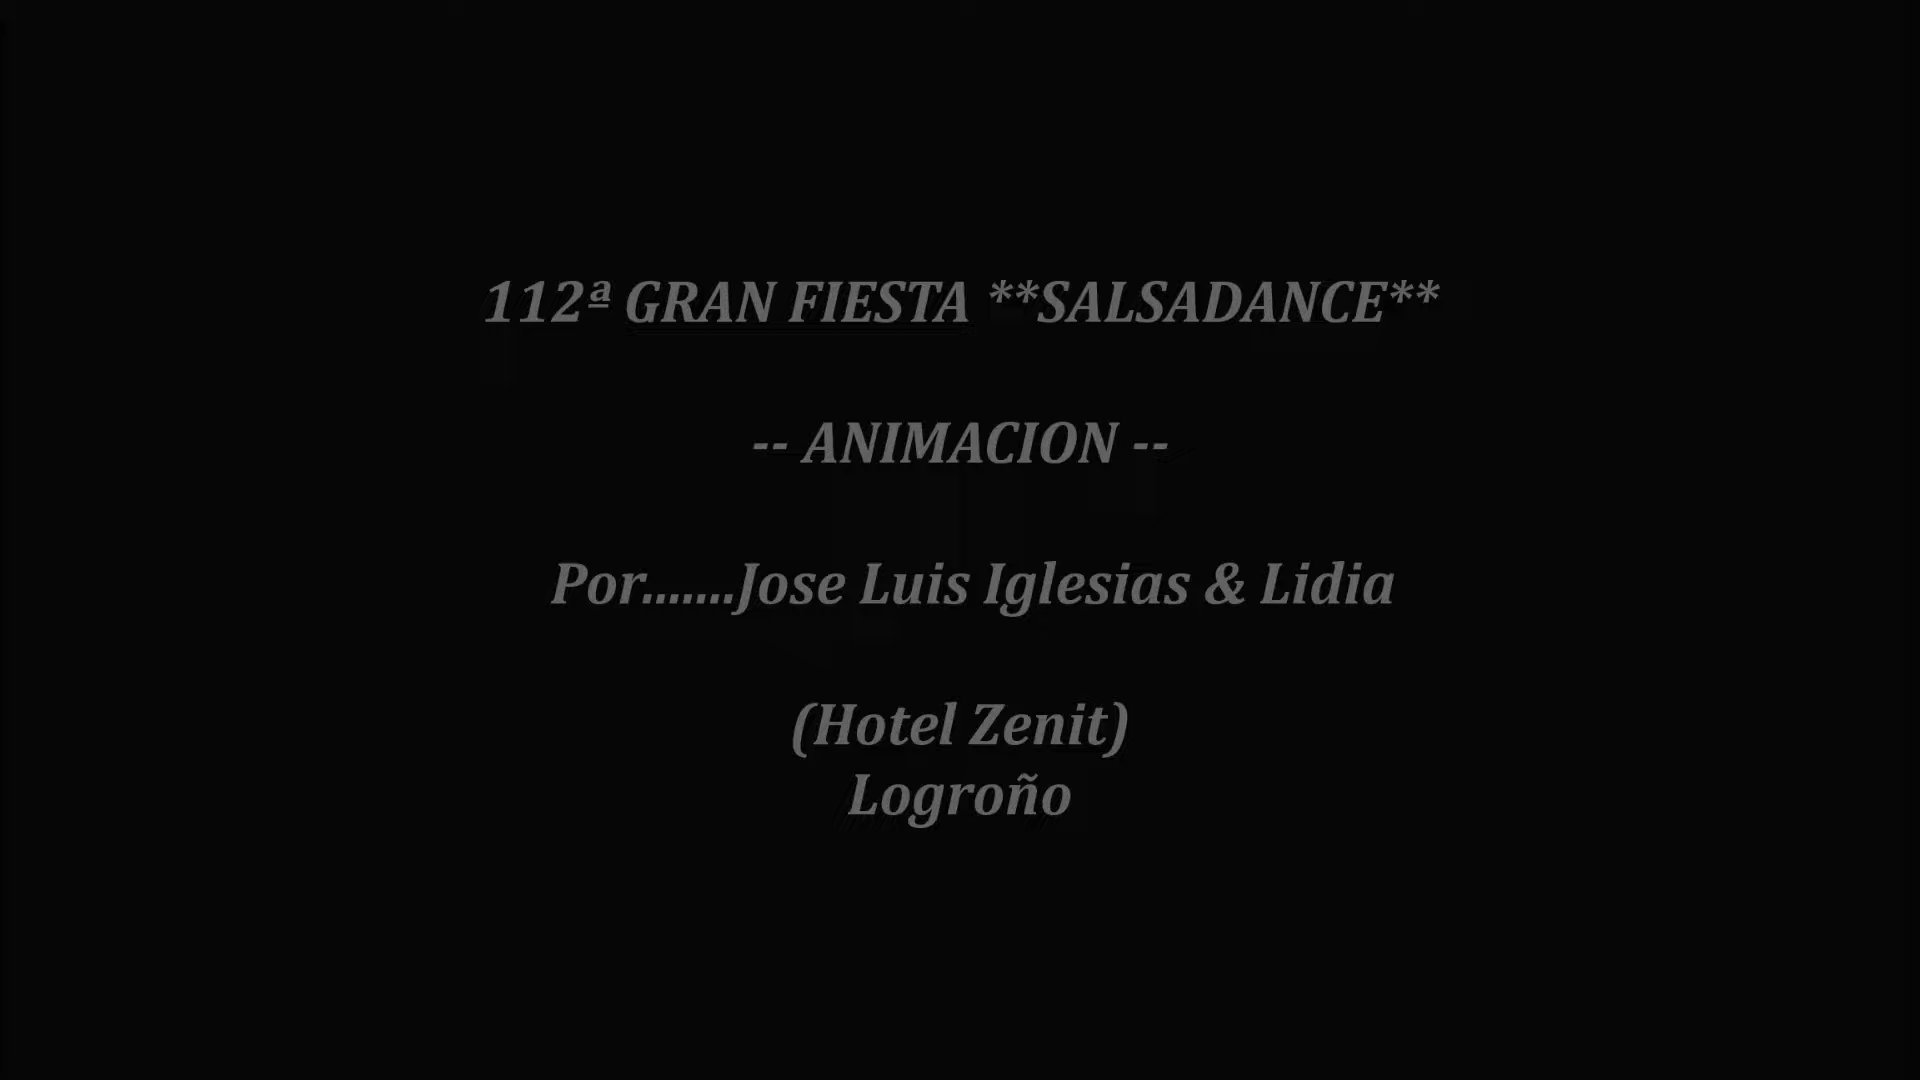 112ª GRAN FIESTA **SALSADANCE**
-- ANIMACION --
Por.......Jose Luis Iglesias & Lidia
(Hotel Zenit)
Logroño